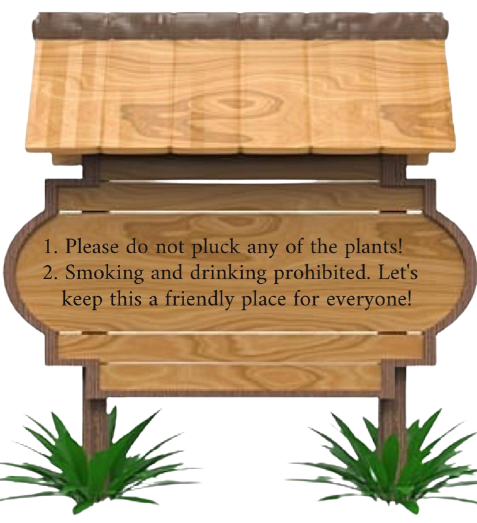 1. Please do not pluck any of the plants!
2. Smoking and drinking prohibited. Let's
keep this a friendly place for everyone!